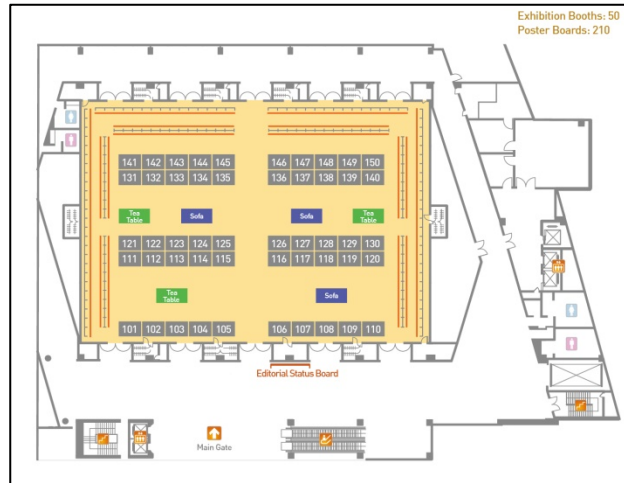 Exhibition Booths: 50
Poster Boards: 210
141 142 143 144 145
131 132 133 134 135
146 147 148 149 150
136 137 138 139 140
Tea
Table
Sofa
Sofa
Tea
Table
121 122 123 124 125
111 112 113 114 115
126 127 128 129 130
116 117 118 119 120
Tea
Table
Sofa
101 102 103 104 105
106 107 108 109 110
Editorial Status Board
Main Gate